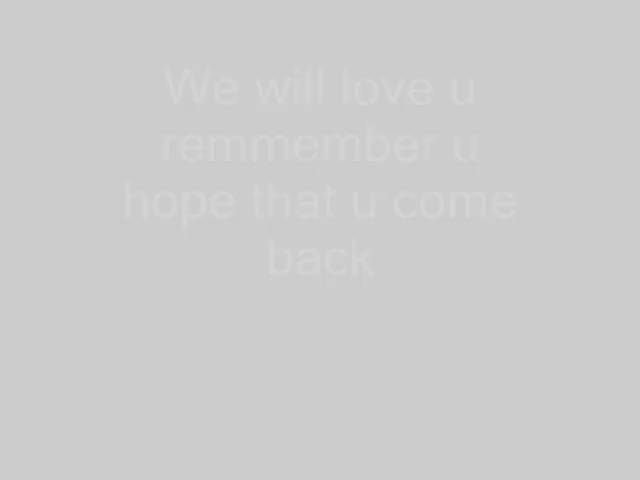 We will love u
remmember u
hope that u come
back